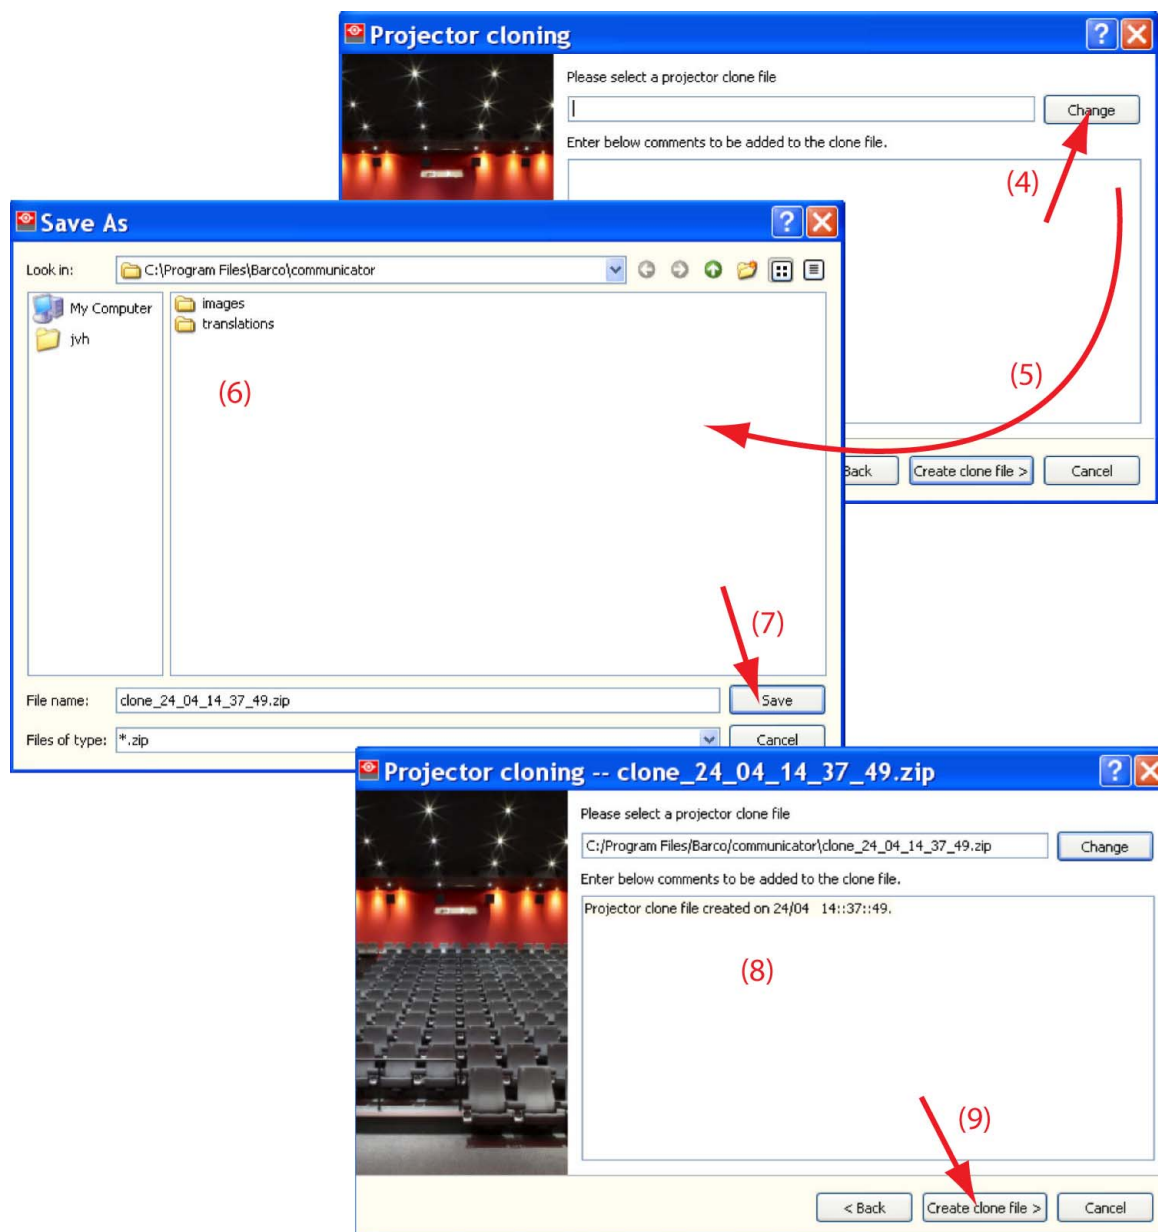 Projector cloning
Please select a projector clone file
Change
Enter below comments to be added to the clone file.
(4)
(5)
Back
Create clone file >
Cancel
Save As
Look in:
C:\Program Files\Barco\communicator
My Computer
jvh
images
translations
(6)
(7)
File name:
clone_24_04_14_37_49.zip
Save
Files of type:
*.zip
Cancel
Projector cloning -- clone_24_04_14_37_49.zip
Please select a projector clone file
C:/Program Files/Barco/communicator\clone_24_04_14_37_49.zip
Change
Enter below comments to be added to the clone file.
Projector clone file created on 24/04 14::37::49.
(8)
(9)
< Back
Create clone file >
Cancel